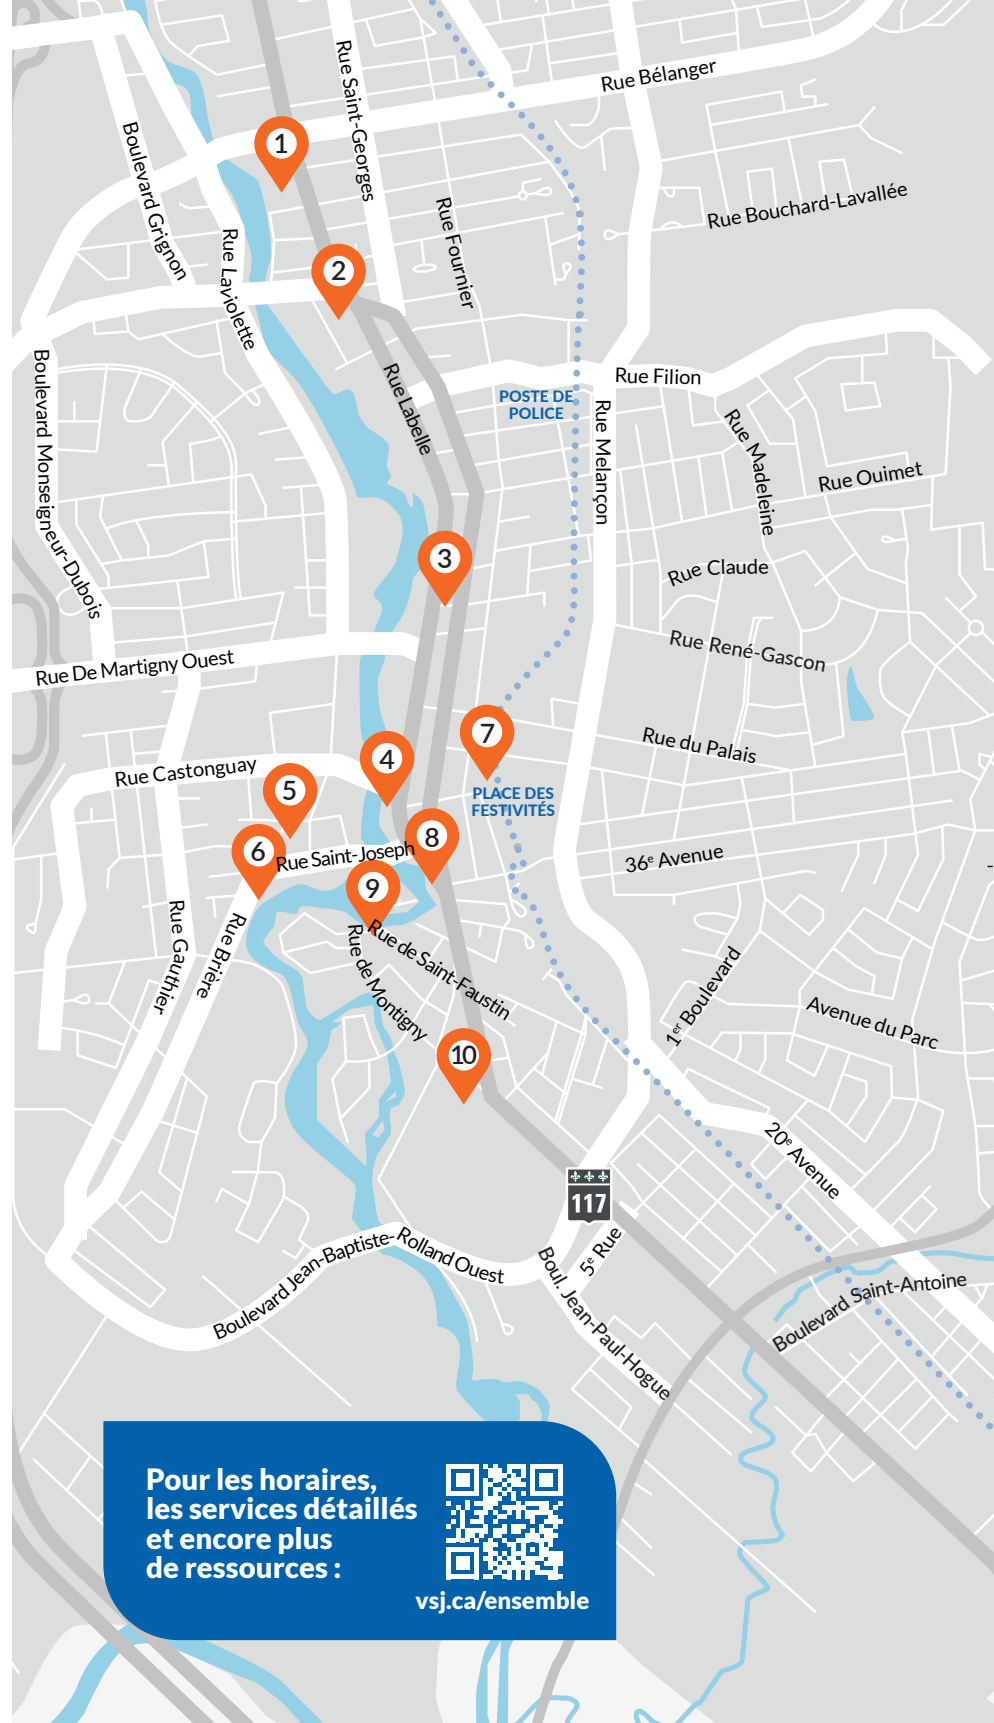 Rue Bélanger
Rue Saint-Georges
1
Boulevard Grignon
Rue Bouchard-Lavallée
Rue Fournier
Rue Laviolette
2
Boulevard Monseigneur-Dubois
Rue Labelle
Rue Filion
POSTE DE
POLICE
Rue Melançon
Rue Madeleine
Rue Ouimet
3
Rue Claude
Rue René-Gascon
Rue De Martigny Ouest
7
Rue du Palais
4
Rue Castonguay
5
PLACE DES
FESTIVITÉS
8
6
Rue Saint-Joseph
36e Avenue
9
Rue Gauthier
Rue Brière
Rue de Saint-Faustin
Rue de Montigny
1er Boulevard
Avenue du Parc
10
20e Avenue
117
Boulevard Jean-Baptiste-Rolland Ouest
5e Rue
Boul. Jean-Paul-Hogue
Boulevard Saint-Antoine
Pour les horaires,
les services détaillés
et encore plus
de ressources :
vsj.ca/ensemble